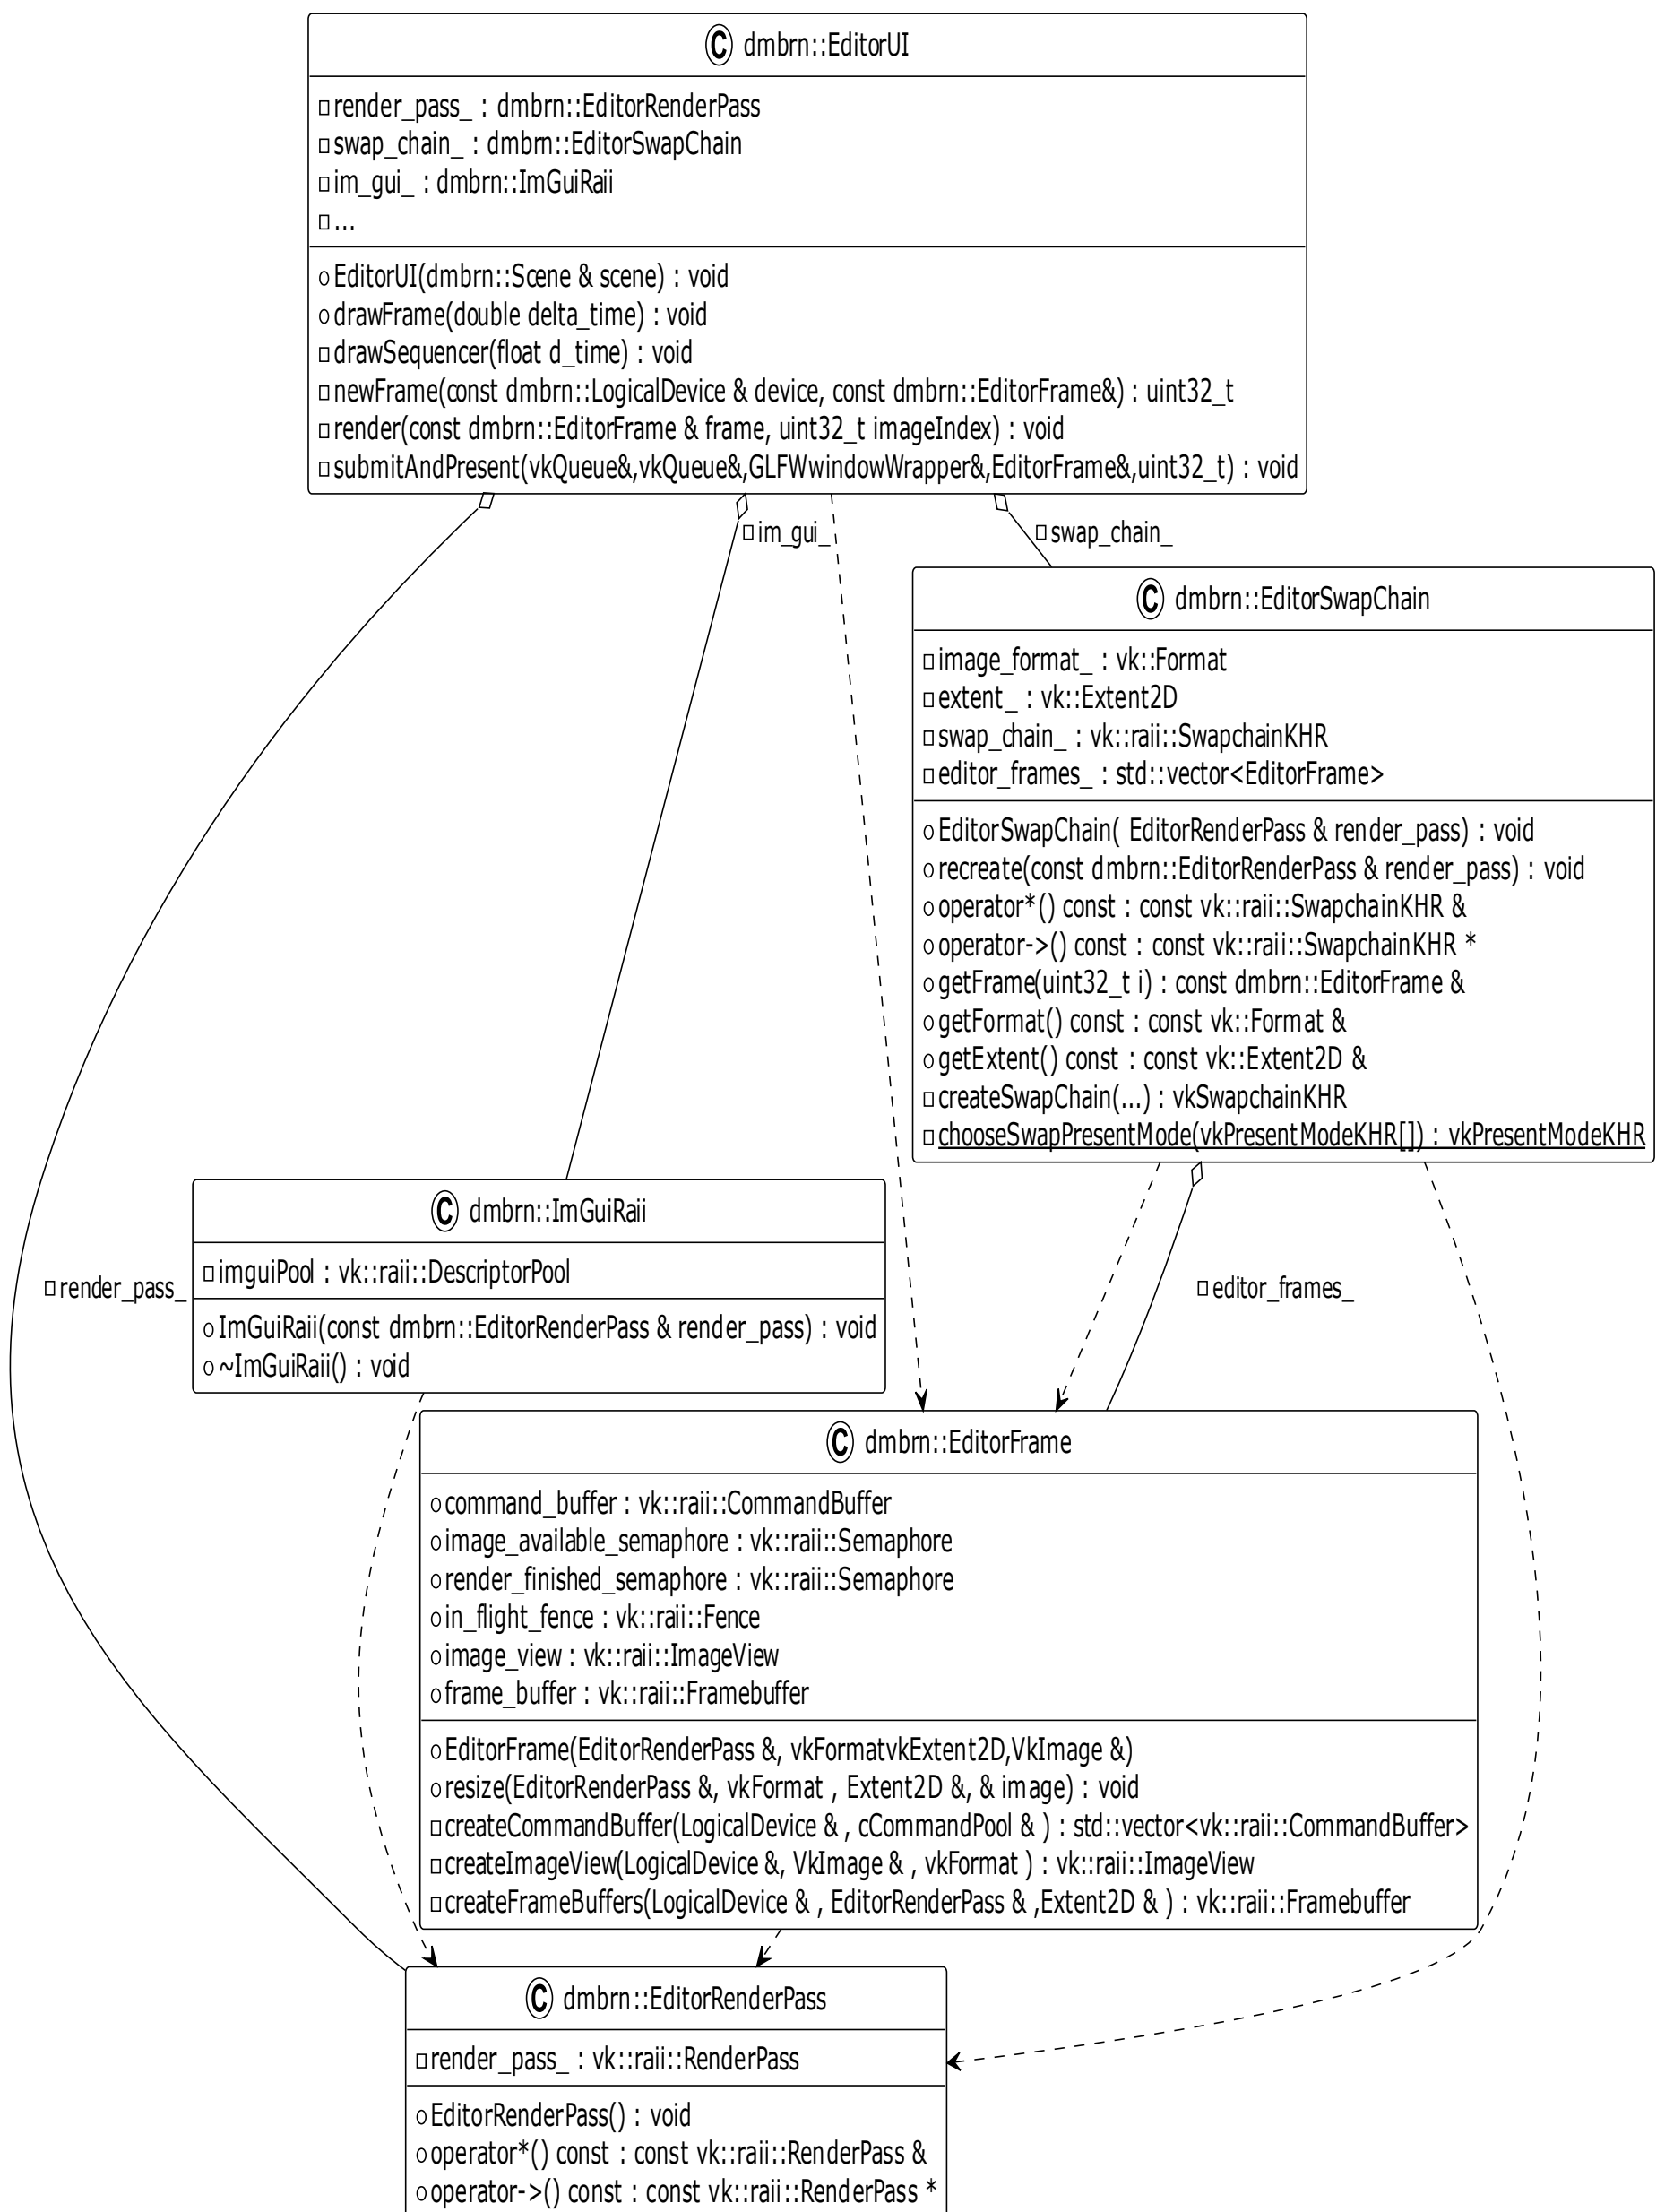 C dmbrn::EditorUI
render_pass_ : dmbrn::EditorRenderPass
swap_chain_ : dmbrn::EditorSwapChain
im_gui_ : dmbrn::ImGuiRaii
...
EditorUI(dmbrn::Scene & scene) : void
drawFrame(double delta_time) : void
drawSequencer(float d_time) : void
newFrame(const dmbrn::LogicalDevice & device, const dmbrn::EditorFrame&) : uint32_t
render(const dmbrn::EditorFrame & frame, uint32_t imageIndex) : void
submitAndPresent(vkQueue&,vkQueue&,GLFWwindowWrapper&,EditorFrame&,uint32_t) : void
im_gui_
swap_chain_
C dmbrn::EditorSwapChain
image_format_ : vk::Format
extent_ : vk::Extent2D
swap_chain_ : vk::raii::SwapchainKHR
editor_frames_ : std::vector<EditorFrame>
EditorSwapChain( EditorRenderPass & render_pass) : void
recreate(const dmbrn::EditorRenderPass & render_pass) : void
operator*() const : const vk::raii::SwapchainKHR &
operator->() const : const vk::raii::SwapchainKHR *
getFrame(uint32_t i) : const dmbrn::EditorFrame &
getFormat() const : const vk::Format &
getExtent() const : const vk::Extent2D &
createSwapChain(...) : vkSwapchainKHR
chooseSwapPresentMode(vkPresentModeKHR[]) : vkPresentModeKHR
C dmbrn::ImGuiRaii
imguiPool : vk::raii::DescriptorPool
ImGuiRaii(const dmbrn::EditorRenderPass & render_pass) : void
~ImGuiRaii() : void
render_pass_
editor_frames_
C dmbrn::EditorFrame
command_buffer : vk::raii::CommandBuffer
image_available_semaphore : vk::raii::Semaphore
render_finished_semaphore : vk::raii::Semaphore
in_flight_fence : vk::raii::Fence
image_view : vk::raii::ImageView
frame_buffer : vk::raii::Framebuffer
EditorFrame(EditorRenderPass &, vkFormatvkExtent2D,VkImage &)
resize(EditorRenderPass &, vkFormat , Extent2D &, & image) : void
createCommandBuffer(LogicalDevice & , cCommandPool & ) : std::vector<vk::raii::CommandBuffer>
createImageView(LogicalDevice &, VkImage & , vkFormat ) : vk::raii::ImageView
createFrameBuffers(LogicalDevice & , EditorRenderPass & ,Extent2D & ) : vk::raii::Framebuffer
C dmbrn::EditorRenderPass
render_pass_ : vk::raii::RenderPass
EditorRenderPass() : void
operator*() const : const vk::raii::RenderPass &
operator->() const : const vk::raii::RenderPass *